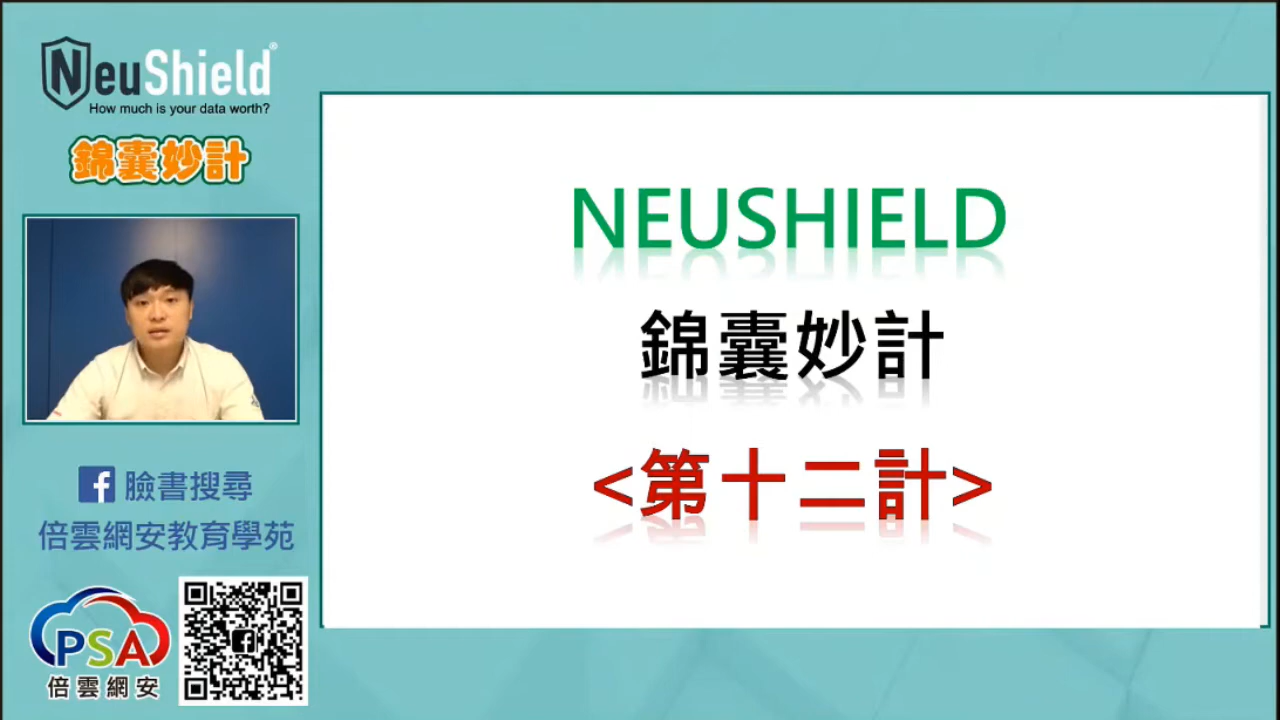 NeuShield®
How much is your data worth?
錦囊妙計
臉書搜尋
倍雲網安教育學苑
PSA
倍雲網安
NEUSHIELD
錦囊妙計
<第十二計>